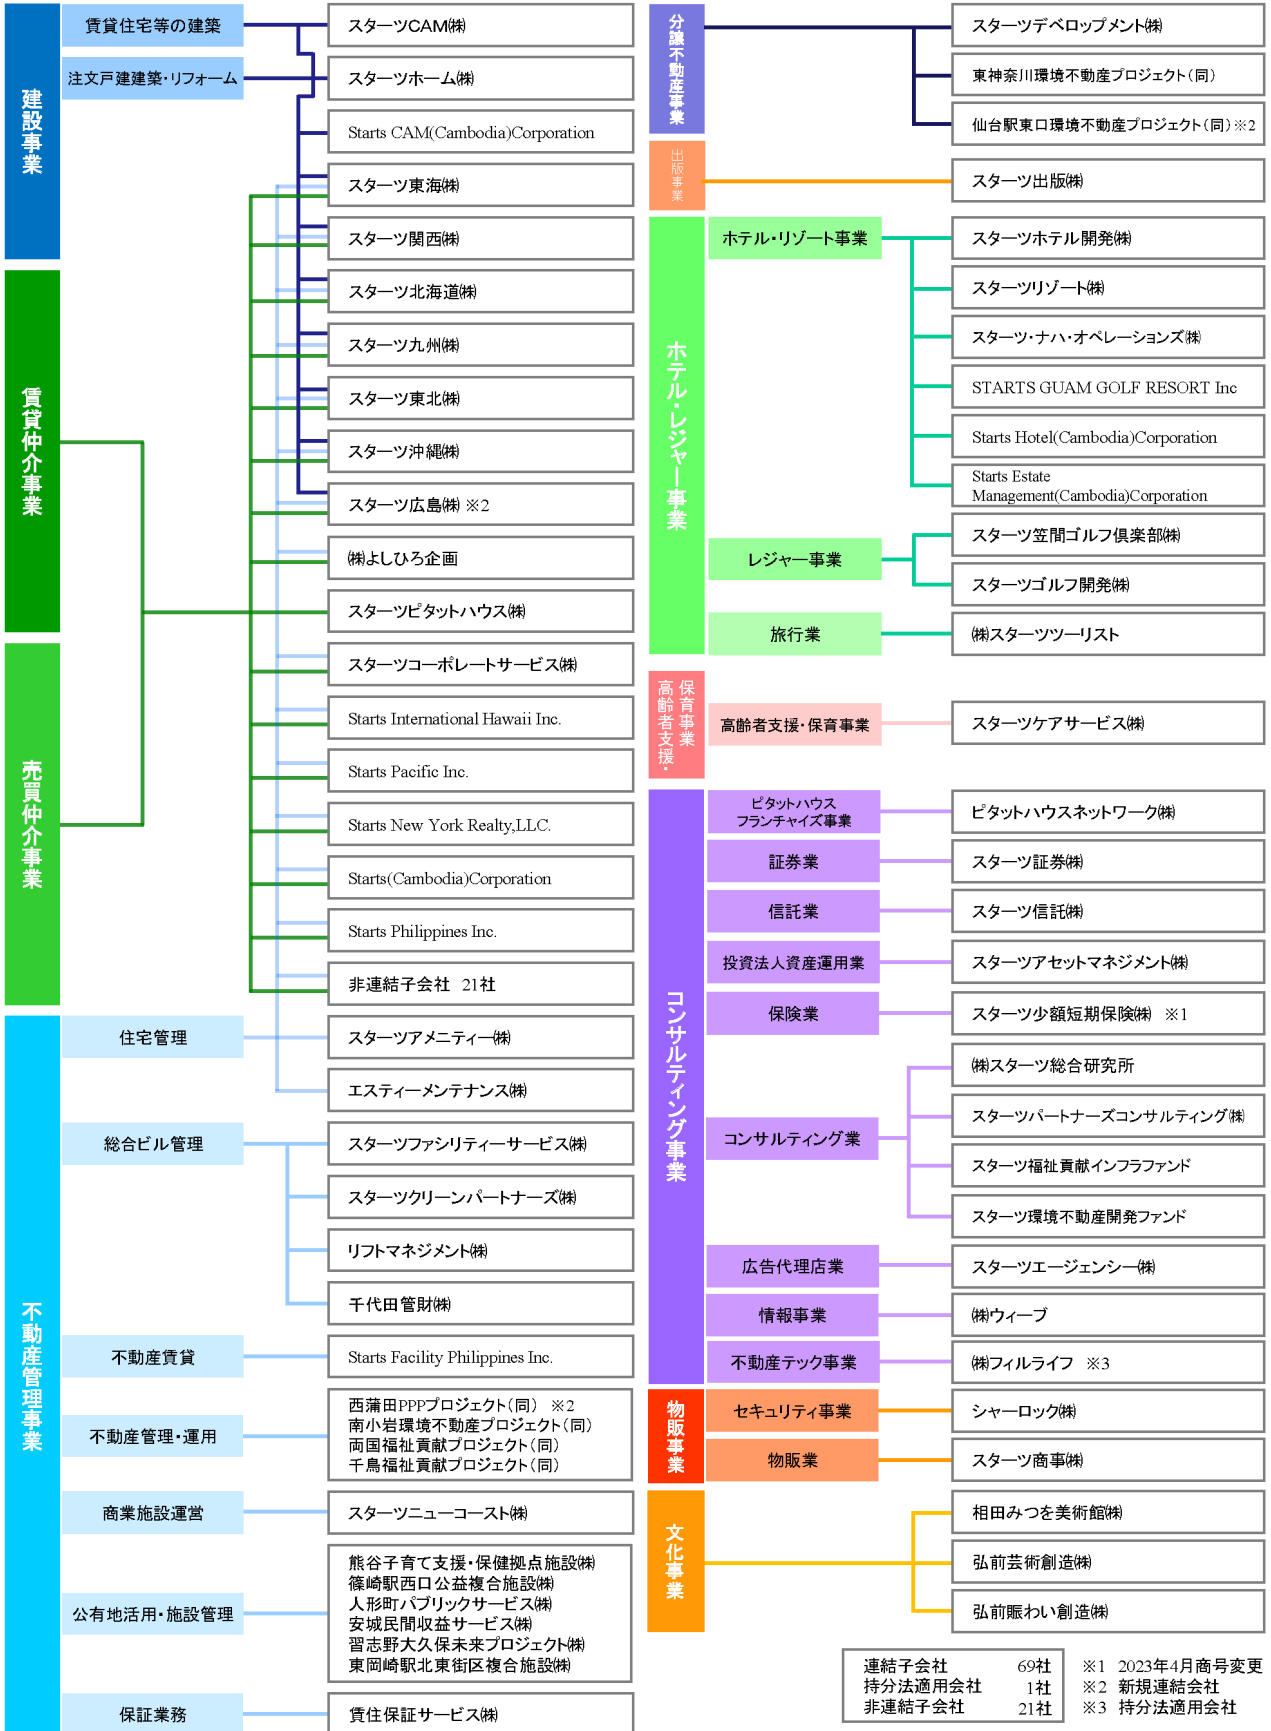 建設事業
賃貸住宅等の建築
注文戸建建築・リフォーム
スターツCAM㈱
スターツホーム㈱
Starts CAM(Cambodia)Corporation
スターツ東海㈱
スターツ関西㈱
スターツ北海道㈱
スターツ九州㈱
スターツ東北㈱
スターツ沖縄㈱
スターツ広島㈱ ※2
㈱よしひろ企画
スターツピタットハウス㈱
スターツコーポレートサービス㈱
Starts International Hawaii Inc.
Starts Pacific Inc.
Starts New York Realty,LLC.
Starts(Cambodia)Corporation
Starts Philippines Inc.
非連結子会社 21社
賃貸仲介事業
売買仲介事業
不動産管理事業
住宅管理
スターツアメニティー㈱
エスティーメンテナンス㈱
総合ビル管理
スターツファシリティーサービス㈱
スターツクリーンパートナーズ㈱
リフトマネジメント㈱
千代田管財㈱
不動産賃貸
Starts Facility Philippines Inc.
不動産管理・運用
西蒲田PPPプロジェクト(同) ※2
南小岩環境不動産プロジェクト(同)
両国福祉貢献プロジェクト(同)
千鳥福祉貢献プロジェクト(同)
商業施設運営
スターツニューコースト㈱
公有地活用・施設管理
熊谷子育て支援・保健拠点施設㈱
篠崎駅西口公益複合施設㈱
人形町パブリックサービス㈱
安城民間収益サービス㈱
習志野大久保未来プロジェクト㈱
東岡崎駅北東街区複合施設㈱
保証業務
賃住保証サービス㈱
分譲不動産事業
スターツデベロップメント㈱
東神奈川環境不動産プロジェクト(同)
仙台駅東口環境不動産プロジェクト(同)※2
出版事業
スターツ出版㈱
ホテル・レジャー事業
ホテル・リゾート事業
スターツホテル開発㈱
スターツリゾート㈱
スターツ・ナハ・オペレーションズ㈱
STARTS GUAM GOLF RESORT Inc
Starts Hotel(Cambodia)Corporation
Starts Estate
Management(Cambodia)Corporation
レジャー事業
スターツ笠間ゴルフ倶楽部㈱
スターツゴルフ開発㈱
旅行業
㈱スターツツーリスト
高齢者支援・
保育事業
高齢者支援・保育事業
スターツケアサービス㈱
コンサルティング事業
ピタットハウス
フランチャイズ事業
ピタットハウスネットワーク㈱
証券業
スターツ証券㈱
信託業
スターツ信託㈱
投資法人資産運用業
スターツアセットマネジメント㈱
保険業
スターツ少額短期保険㈱ ※1
コンサルティング業
㈱スターツ総合研究所
スターツパートナーズコンサルティング㈱
スターツ福祉貢献インフラファンド
スターツ環境不動産開発ファンド
広告代理店業
スターツエージェンシー㈱
情報事業
㈱ウィーブ
不動産テック事業
㈱フィルライフ ※3
物販事業
セキュリティ事業
シャーロック㈱
物販業
スターツ商事㈱
文化事業
相田みつを美術館㈱
弘前芸術創造㈱
弘前賑わい創造㈱
連結子会社 69社
持分法適用会社 1社
非連結子会社 21社
※1 2023年4月商号変更
※2 新規連結会社
※3 持分法適用会社